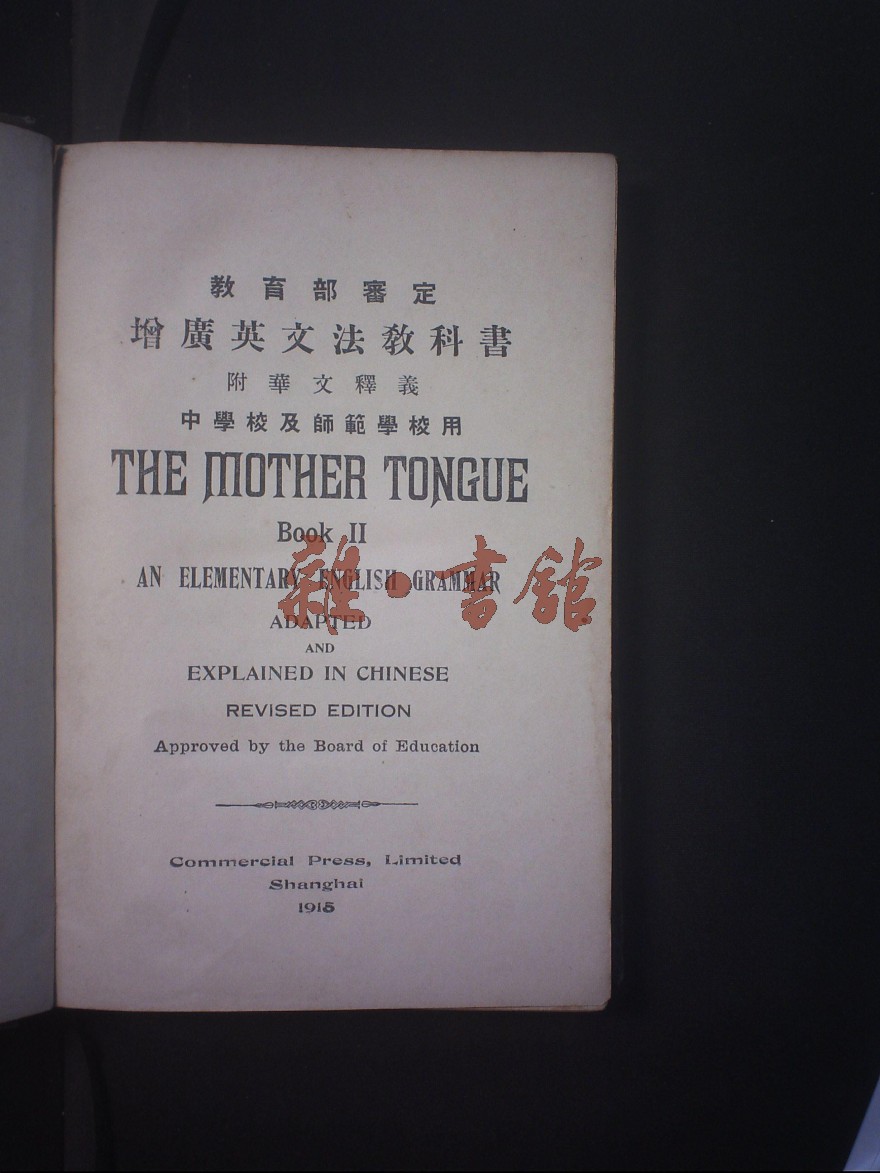 教育部審定
增廣英文法教科書
附華文釋義
中學校及師範學校用
THE MOTHER TONGUE
Book II
AN ELEMENTARY ENGLISH GRAMMAR
雜·書館
ADAPTED
AND
EXPLAINED IN CHINESE
REVISED EDITION
Approved by the Board of Education
Commercial Press, Limited
Shanghai
1915